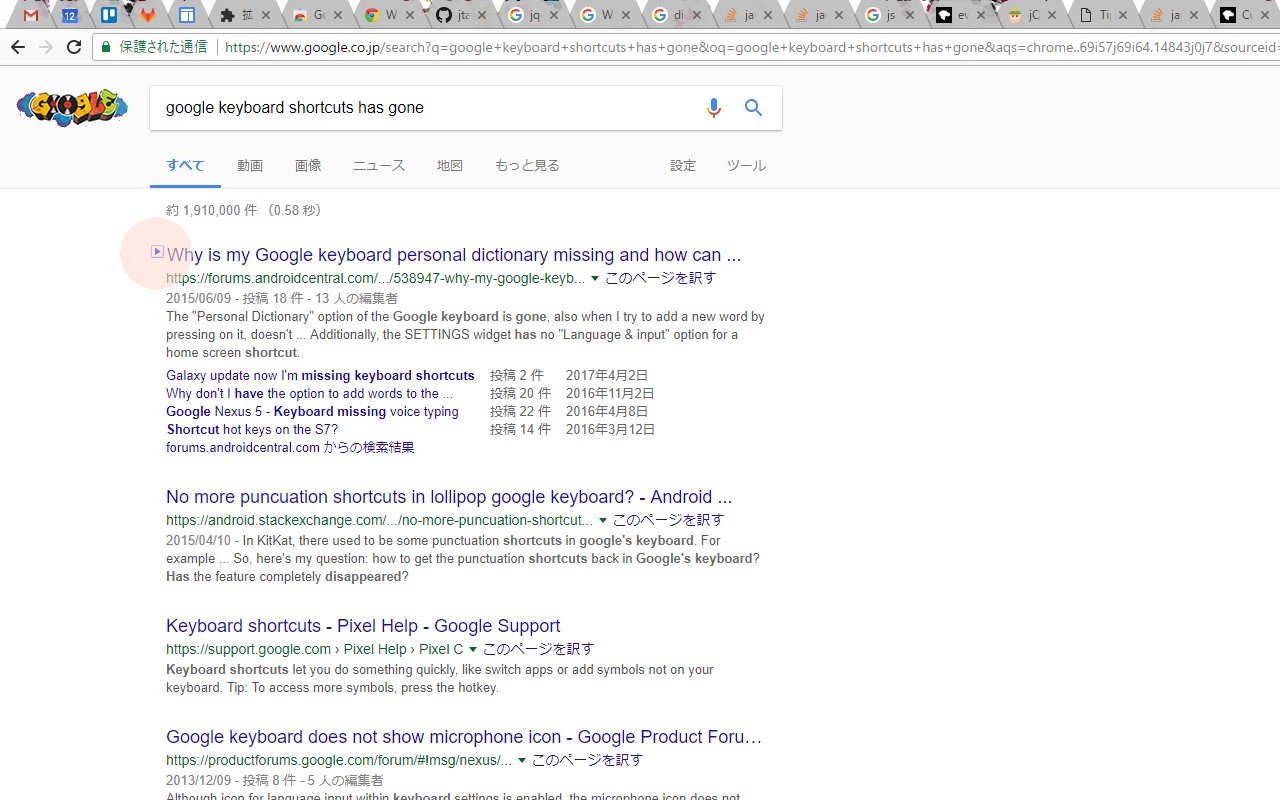 12
拡
Go
W
jta
jq
W
di
ja
ja
js
ev
jQ
Ti
ja
Cu
保護された通信
https://www.google.co.jp/search?q=google+keyboard+shortcuts+has+gone&oq=google+keyboard+shortcuts+has+gone&aqs=chrome..69i57j69i64.14843j0j7&sourceid=
Google
google keyboard shortcuts has gone
すべて 動画 画像 ニュース 地図 もっと見る 設定 ツール
約 1,910,000 件 （0.58 秒）
Why is my Google keyboard personal dictionary missing and how can ...
https://forums.androidcentral.com/.../538947-why-my-google-keyb... ▼ このページを訳す
2015/06/09 - 投稿 18 件 - 13 人の編集者
The "Personal Dictionary" option of the Google keyboard is gone, also when I try to add a new word by
pressing on it, doesn't ... Additionally, the SETTINGS widget has no "Language & input" option for a
home screen shortcut.
Galaxy update now I'm missing keyboard shortcuts 投稿 2 件 2017年4月2日
Why don't I have the option to add words to the ... 投稿 20 件 2016年11月2日
Google Nexus 5 - Keyboard missing voice typing 投稿 22 件 2016年4月8日
Shortcut hot keys on the S7? 投稿 14 件 2016年3月12日
forums.androidcentral.com からの検索結果
No more puncuation shortcuts in lollipop google keyboard? - Android ...
https://android.stackexchange.com/.../no-more-puncuation-shortcut... ▼ このページを訳す
2015/04/10 - In KitKat, there used to be some punctuation shortcuts in google's keyboard. For
example ... So, here's my question: how to get the punctuation shortcuts back in Google's keyboard?
Has the feature completely disappeared?
Keyboard shortcuts - Pixel Help - Google Support
https://support.google.com › Pixel Help › Pixel C ▼ このページを訳す
Keyboard shortcuts let you do something quickly, like switch apps or add symbols not on your
keyboard. Tip: To access more symbols, press the hotkey.
Google keyboard does not show microphone icon - Google Product Foru...
https://productforums.google.com/forum/#!msg/nexus/... ▼ このページを訳す
2013/12/09 - 投稿 8 件 - 5 人の編集者
Although icon for language input within keyboard settings is enabled, the microphone icon does not